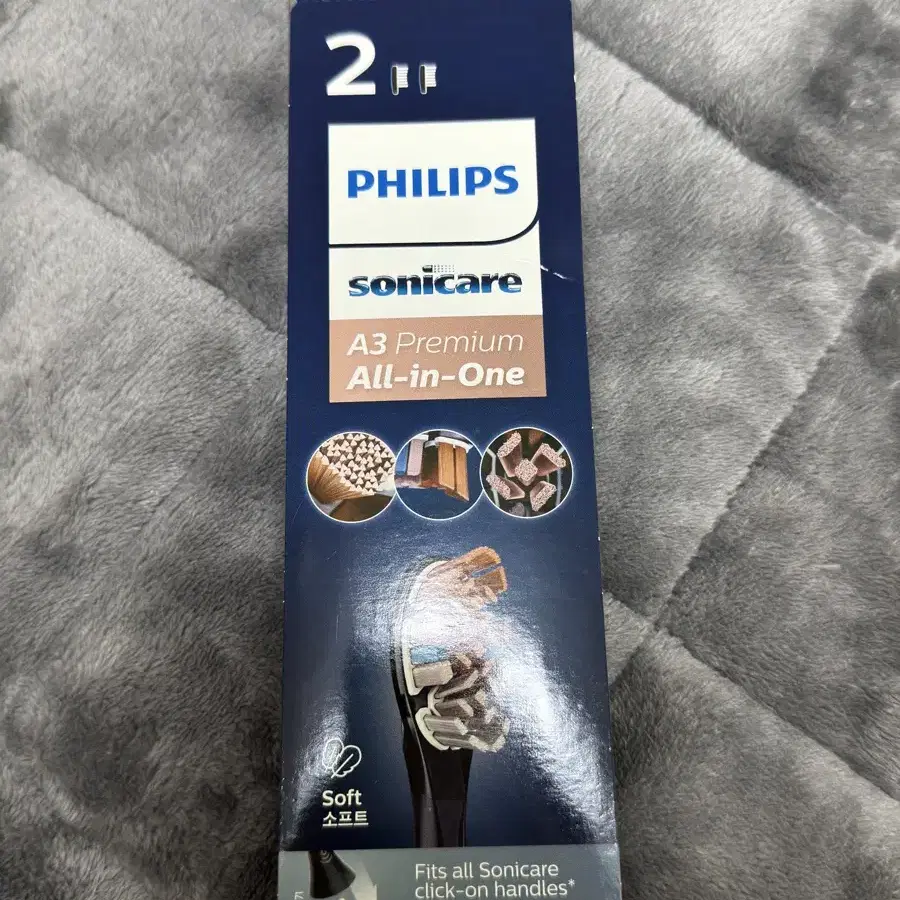 2
PHILIPS
sonicare
A3 Premium
All-in-One
Soft
소프트
Fits all Sonicare
click-on handles*